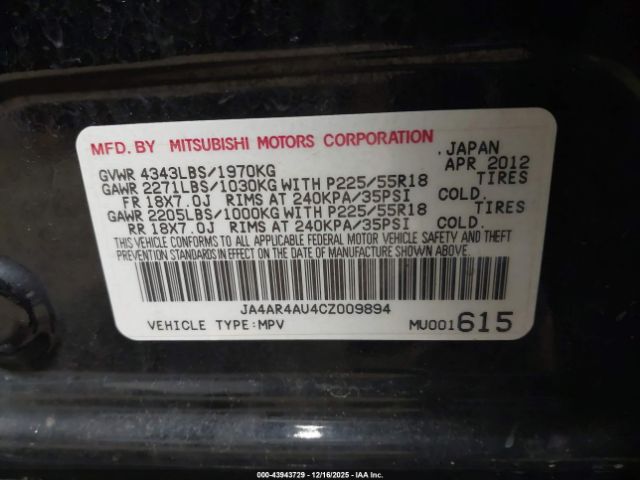 MFD. BY MITSUBISHI MOTORS CORPORATION , JAPAN
GVWR 4343LBS/1970KG APR 2012
GAWR 2271LBS/1030KG WITH P225/55R18 TIRES
FR 18X7.0J RIMS AT 240KPA/35PSI COLD.
GAWR 2205LBS/1000KG WITH P225/55R18 TIRES
RR 18X7.0J RIMS AT 240KPA/35PSI COLD.
THIS VEHICLE CONFORMS TO ALL APPLICABLE FEDERAL MOTOR VEHICLE SAFETY AND THEFT
PREVENTION STANDARDS IN EFFECT ON THE DATE OF MANUFACTURE SHOWN ABOVE.
JA4AR4AU4CZ009894
VEHICLE TYPE:MPV MU001615
000-43943729 - 12/16/2025 - IAAI.COM